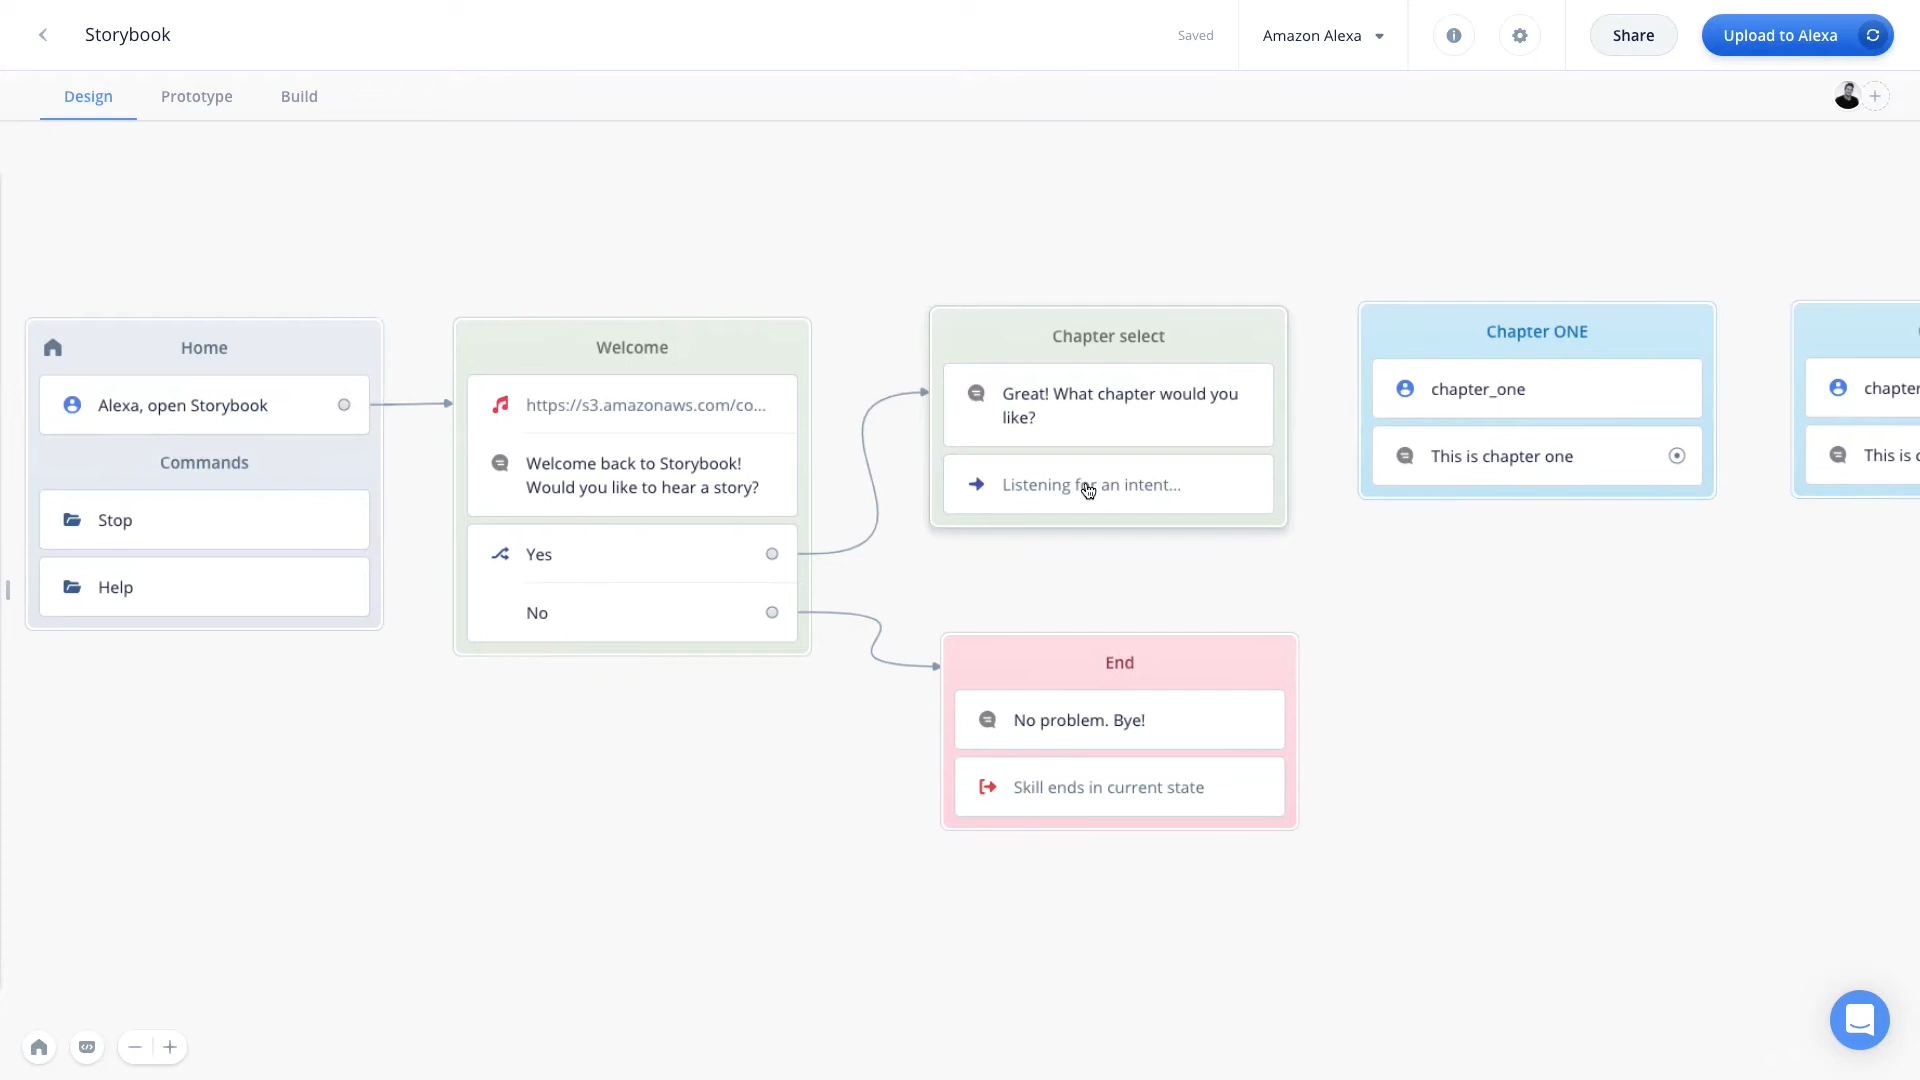 Storybook
Saved
Amazon Alexa
Share
Upload to Alexa
Design
Prototype
Build
Home
Alexa, open Storybook
Commands
Stop
Help
Welcome
https://s3.amazonaws.com/co...
Welcome back to Storybook!
Would you like to hear a story?
Yes
No
Chapter select
Great! What chapter would you
like?
Listening for an intent...
End
No problem. Bye!
Skill ends in current state
Chapter ONE
chapter_one
This is chapter one
chapter
This is